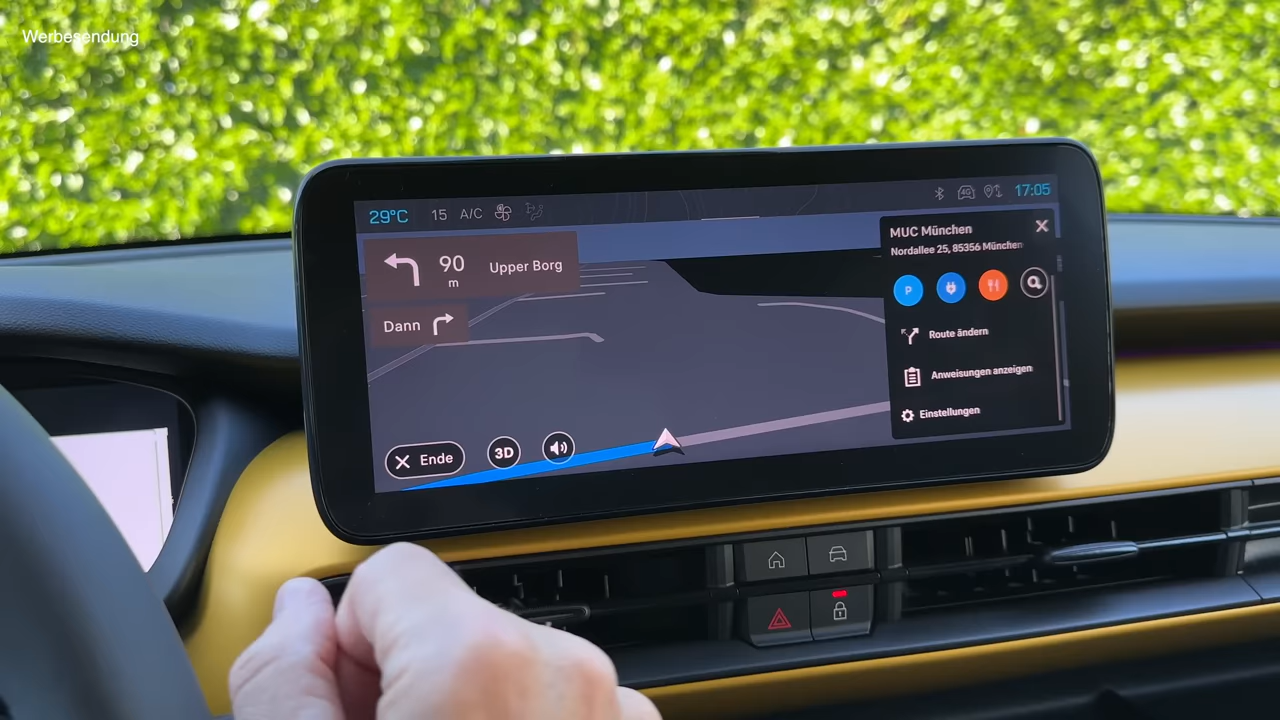 Werbesendung
29°C 15 A/C 4G 17:05
90 m Upper Borg
Dann
MUC München
Nordallee 25, 85356 München
P
Route ändern
Anweisungen anzeigen
Einstellungen
Ende 3D